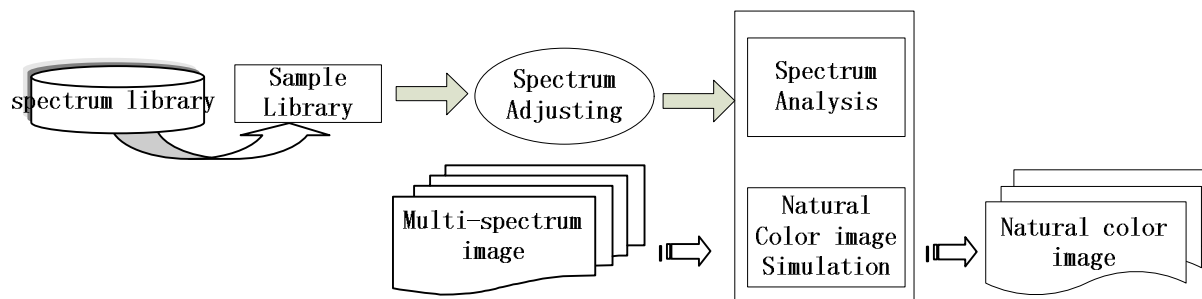 spectrum library
Sample
Library
Spectrum
Adjusting
Spectrum
Analysis
Multi-spectrum
image
Natural
Color image
Simulation
Natural color
image